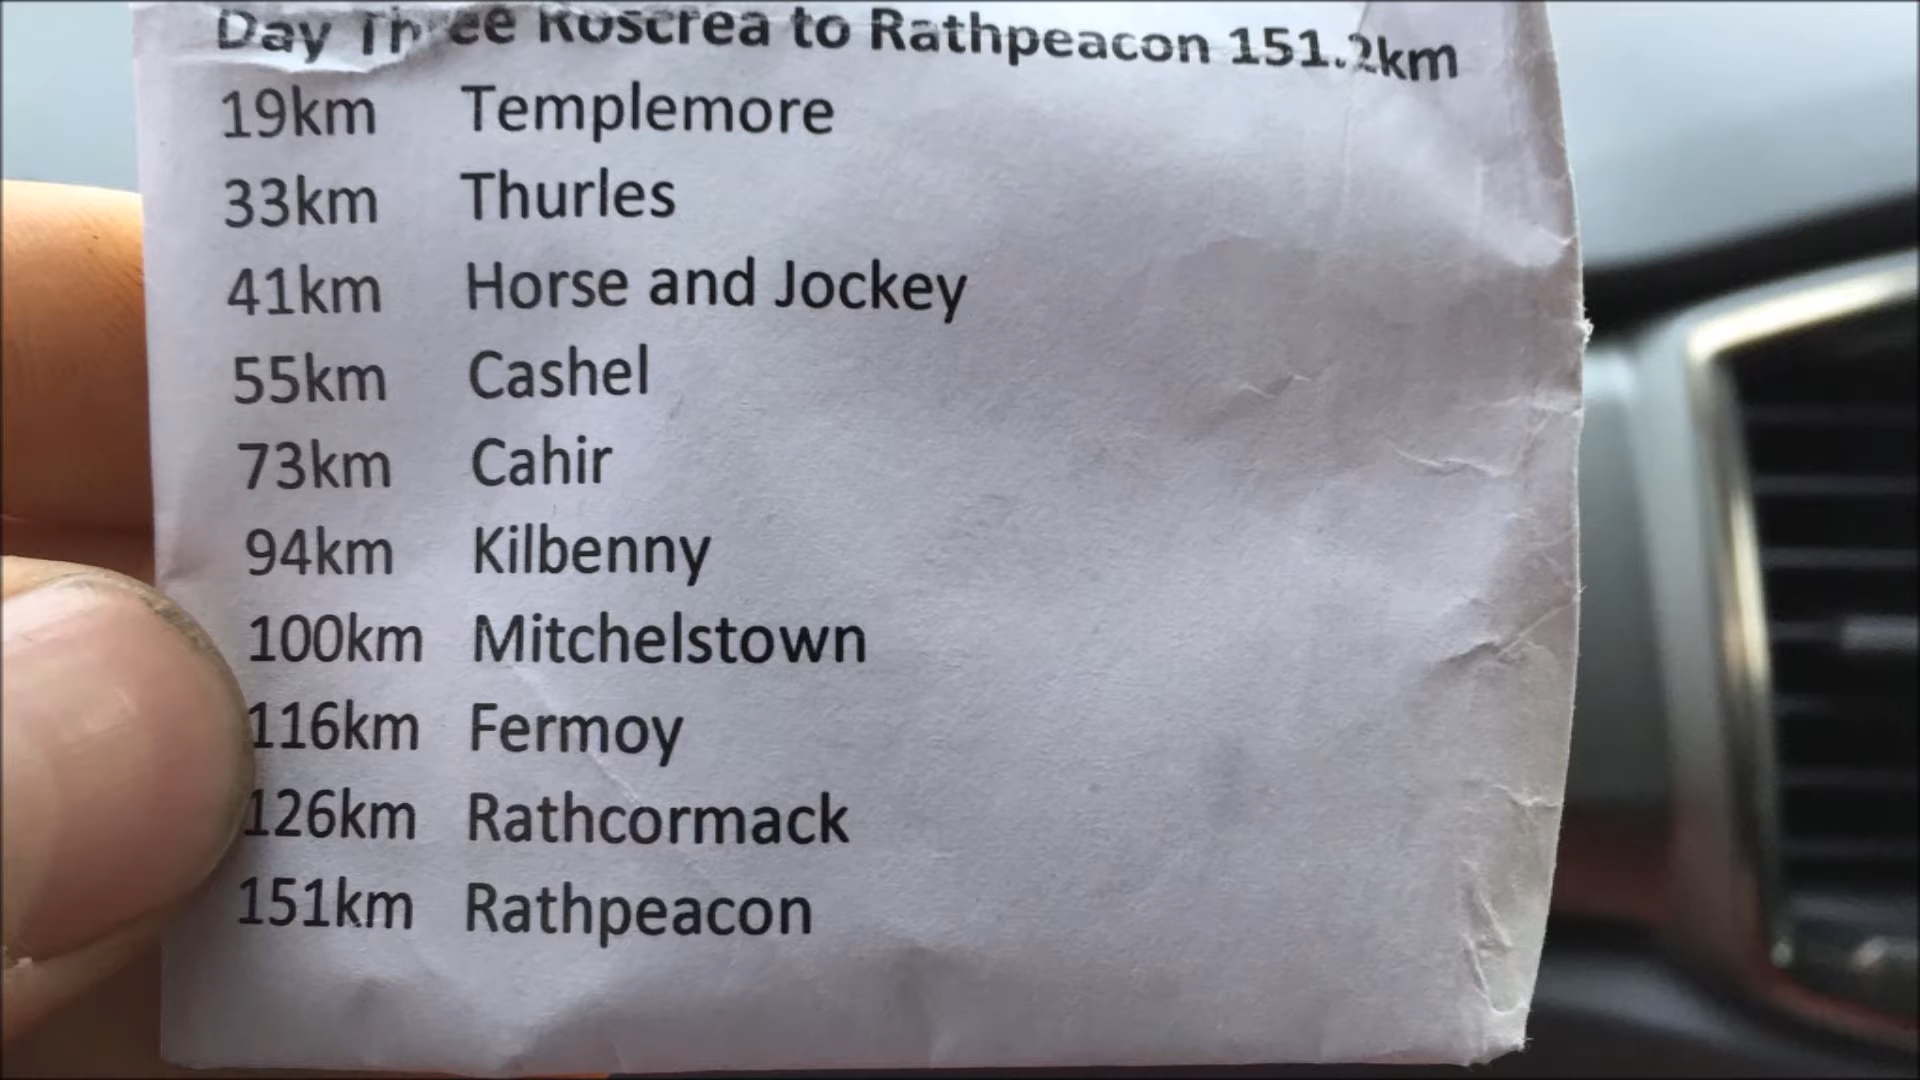 Day Three Roscrea to Rathpeacon 151.2km
19km Templemore
33km Thurles
41km Horse and Jockey
55km Cashel
73km Cahir
94km Kilbenny
100km Mitchelstown
116km Fermoy
126km Rathcormack
151km Rathpeacon